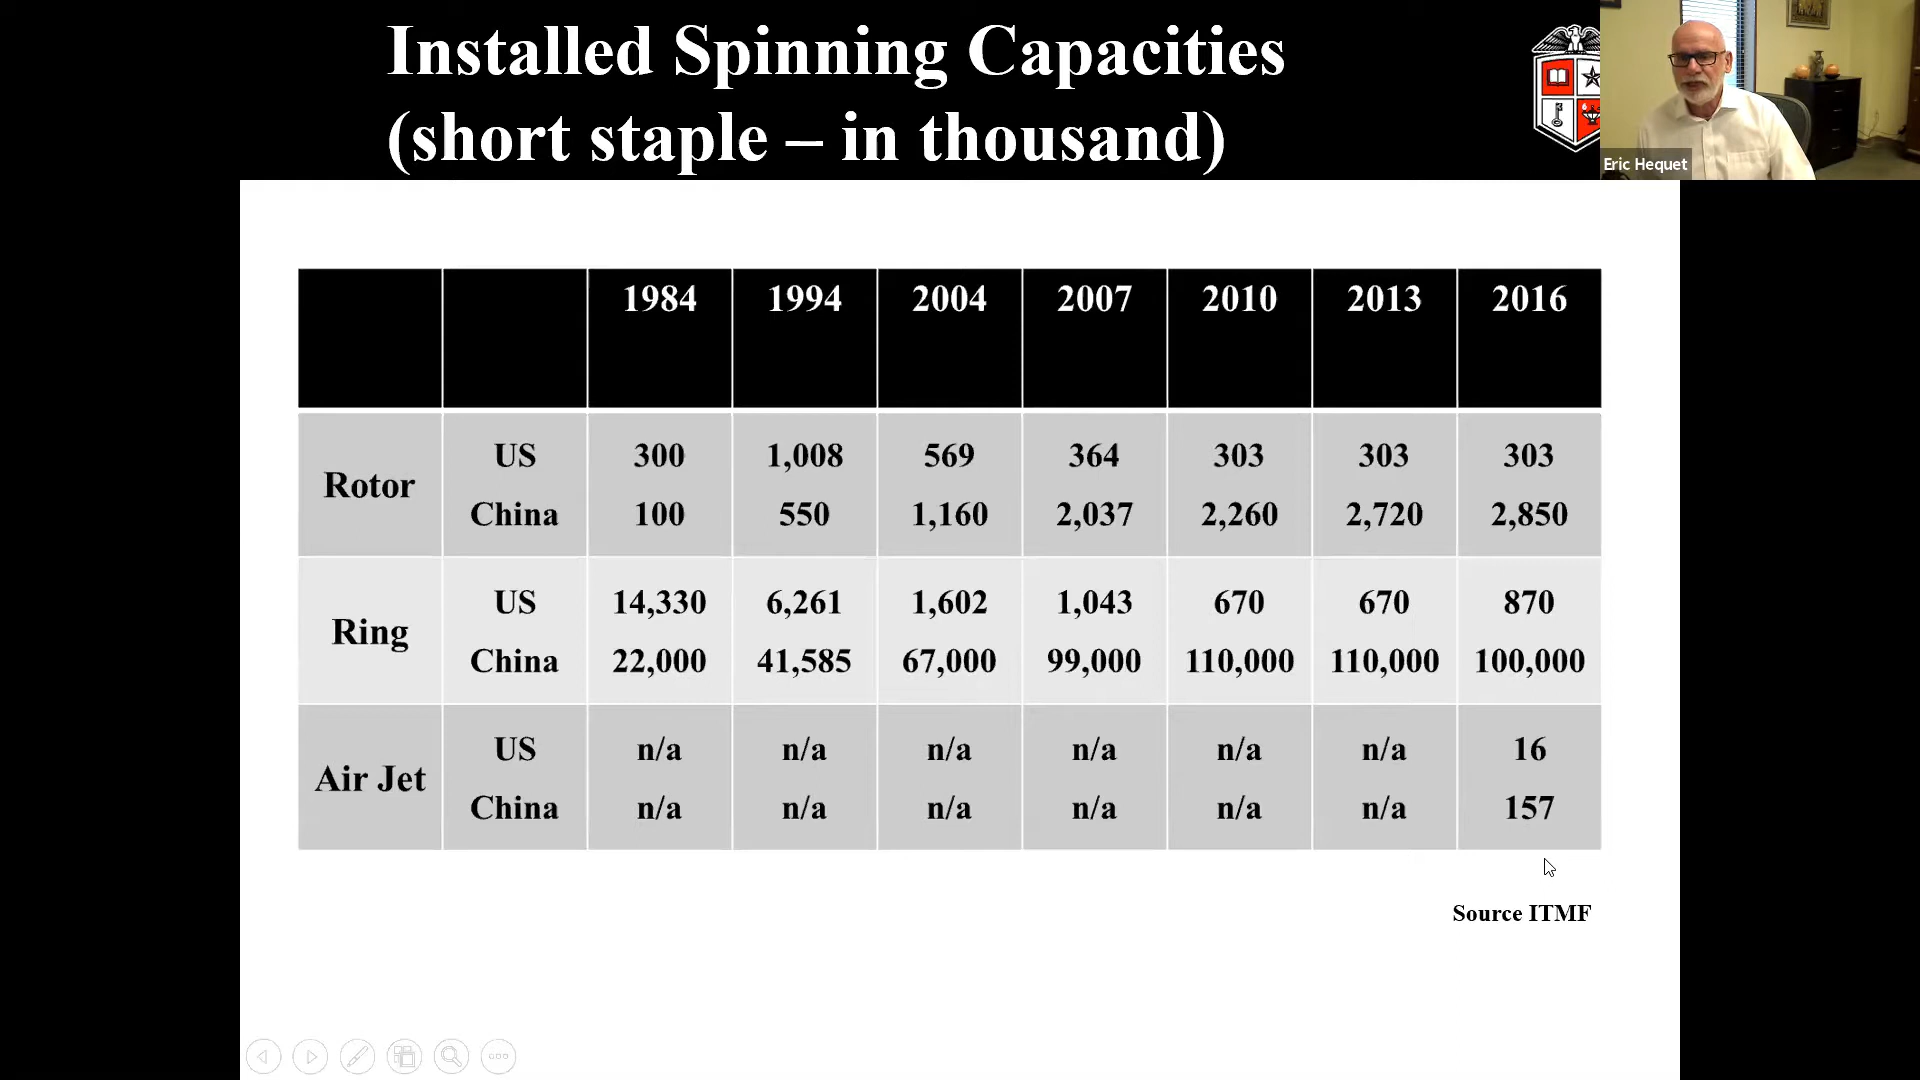 Installed Spinning Capacities
(short staple – in thousand)
Eric Hequet
1984 1994 2004 2007 2010 2013 2016
Rotor
US 300 1,008 569 364 303 303 303
China 100 550 1,160 2,037 2,260 2,720 2,850
Ring
US 14,330 6,261 1,602 1,043 670 670 870
China 22,000 41,585 67,000 99,000 110,000 110,000 100,000
Air Jet
US n/a n/a n/a n/a n/a n/a 16
China n/a n/a n/a n/a n/a n/a 157
Source ITMF